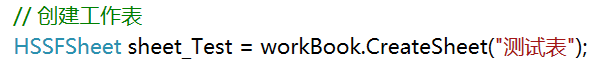 // 创建工作表
HSSFSheet sheet_Test = workBook.CreateSheet("测试表");